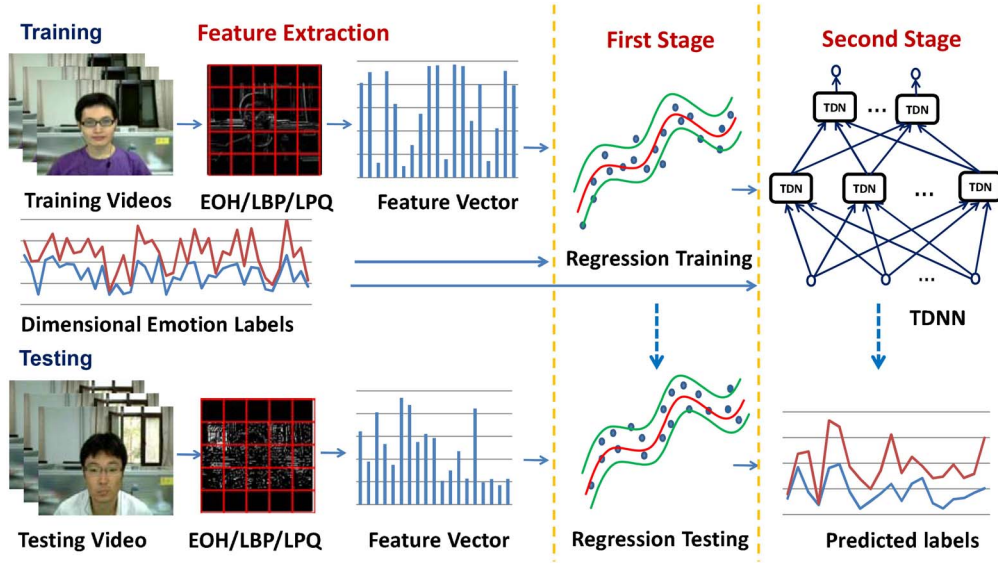 Training
Feature Extraction
First Stage
Second Stage
TDN
...
TDN
TDN
TDN
...
TDN
Training Videos
EOH/LBP/LPQ
Feature Vector
Regression Training
...
Dimensional Emotion Labels
TDNN
Testing
Testing Video
EOH/LBP/LPQ
Feature Vector
Regression Testing
Predicted labels